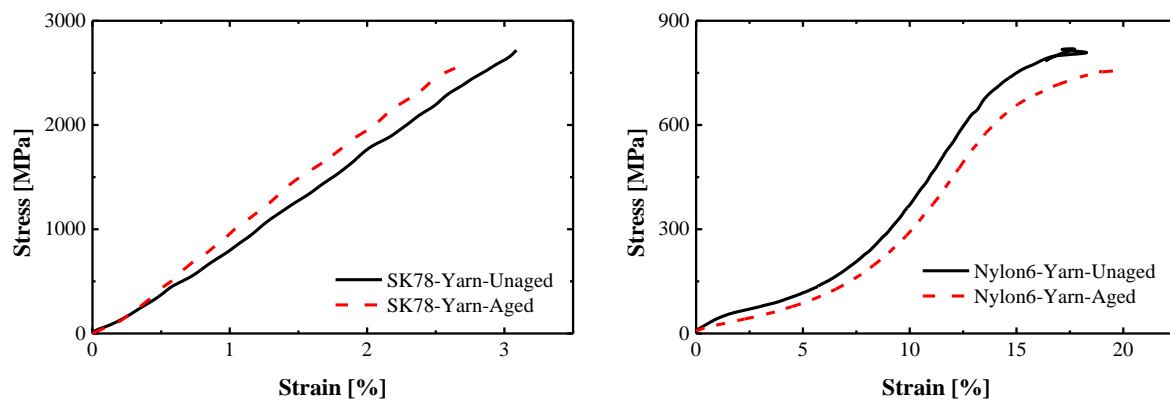 3000
2000
1000
0
0
1
2
3
Stress [MPa]
Strain [%]
SK78-Yarn-Unaged
SK78-Yarn-Aged
900
600
300
0
0
5
10
15
20
Stress [MPa]
Strain [%]
Nylon6-Yarn-Unaged
Nylon6-Yarn-Aged